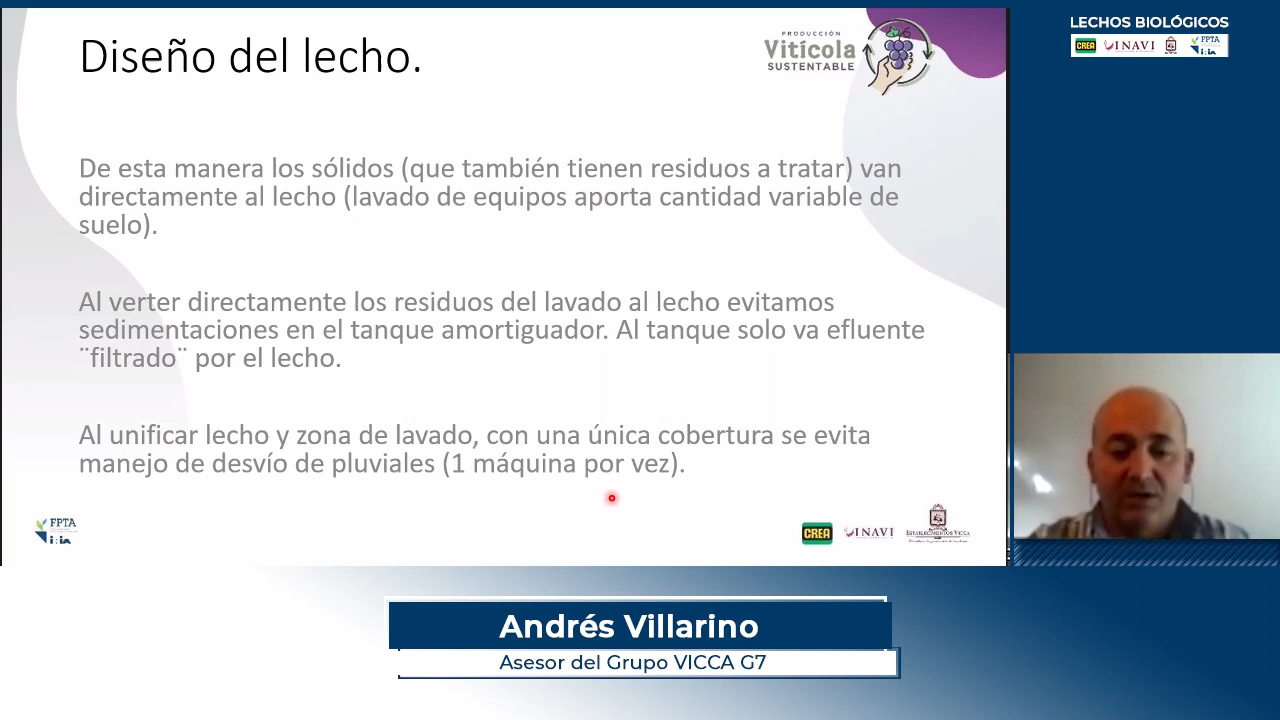 LECHOS BIOLÓGICOS
CREA
INAVI
FPTA
Diseño del lecho.
PRODUCCIÓN
Vitícola
SUSTENTABLE
De esta manera los sólidos (que también tienen residuos a tratar) van
directamente al lecho (lavado de equipos aporta cantidad variable de
suelo).
Al verter directamente los residuos del lavado al lecho evitamos
sedimentaciones en el tanque amortiguador. Al tanque solo va efluente
¨filtrado¨ por el lecho.
Al unificar lecho y zona de lavado, con una única cobertura se evita
manejo de desvío de pluviales (1 máquina por vez).
FPTA
CREA
INAVI
ESTABLECIMIENTOS VICCA
Andrés Villarino
Asesor del Grupo VICCA G7